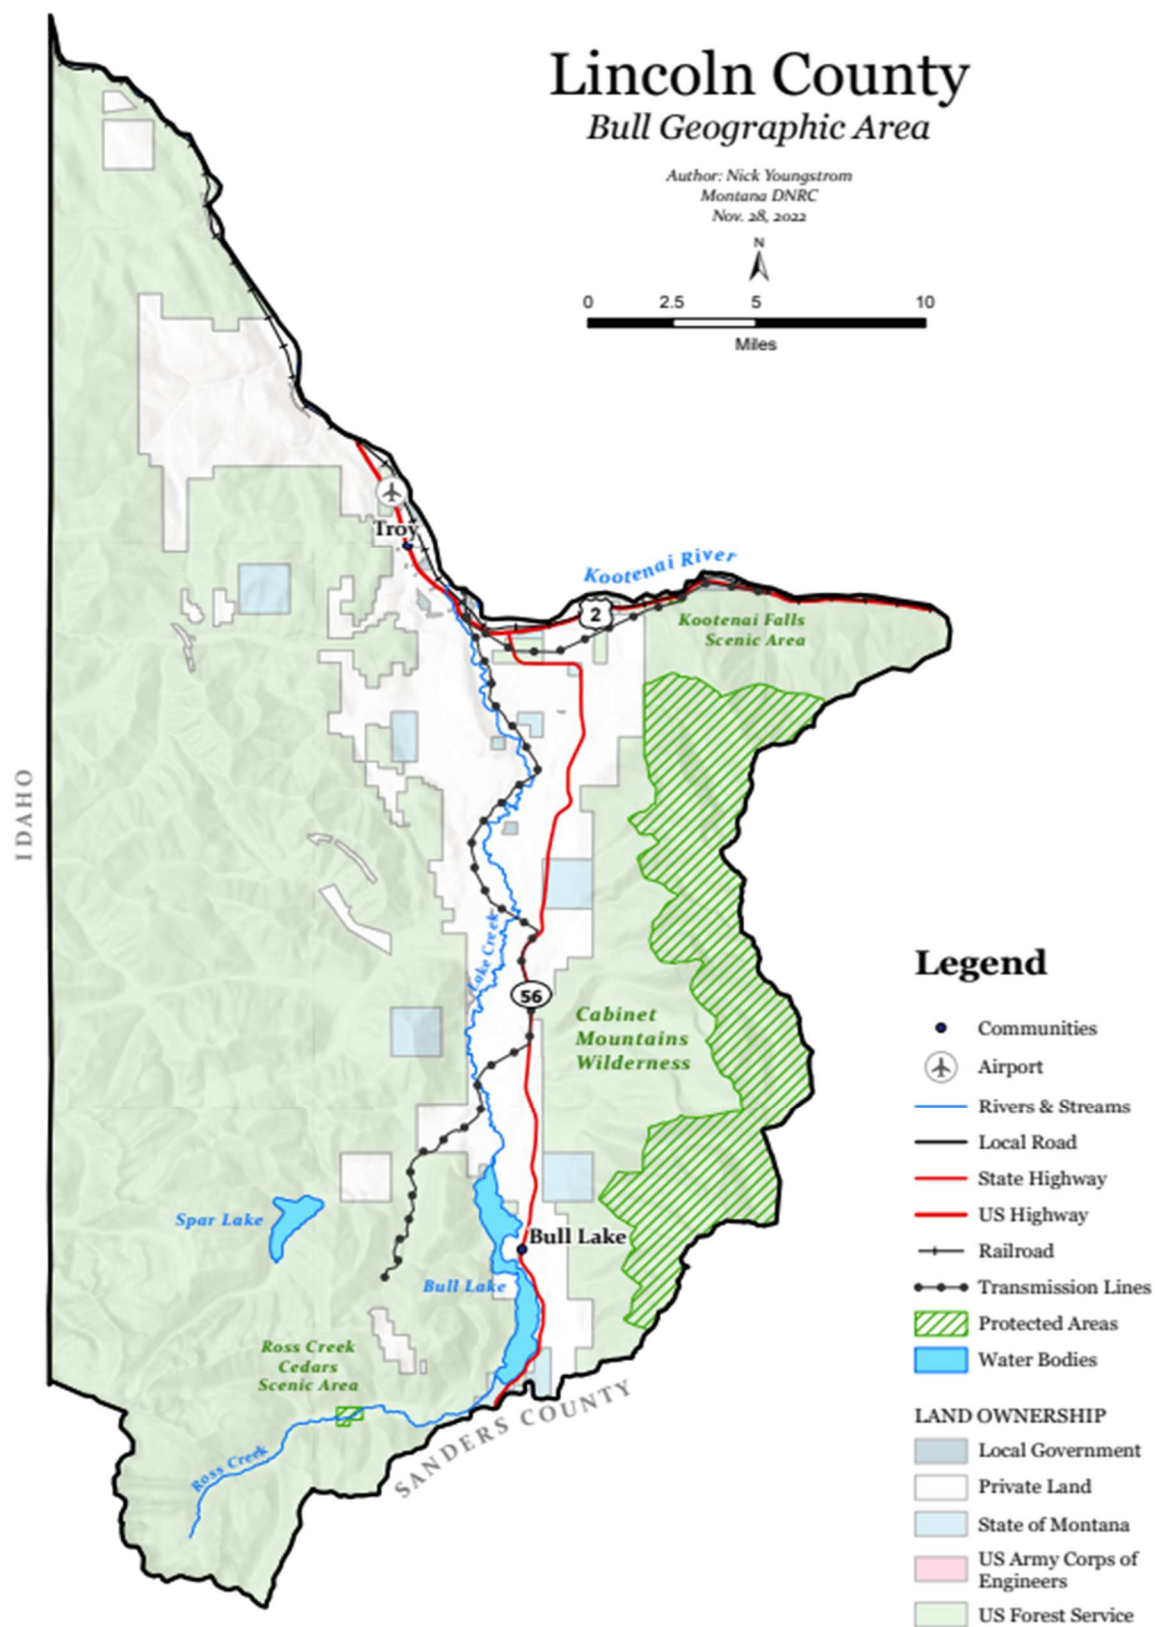 Lincoln County
Bull Geographic Area
Author: Nick Youngstrom
Montana DNRC
Nov. 28, 2022
N
0 2.5 5 10
Miles
Troy
Kootenai River
2
Kootenai Falls
Scenic Area
IDAHO
Lake Creek
56
Cabinet
Mountains
Wilderness
Spar Lake
Bull Lake
Bull Lake
Ross Creek
Cedars
Scenic Area
Ross Creek
SANDERS COUNTY
Legend
Communities
Airport
Rivers & Streams
Local Road
State Highway
US Highway
Railroad
Transmission Lines
Protected Areas
Water Bodies
LAND OWNERSHIP
Local Government
Private Land
State of Montana
US Army Corps of
Engineers
US Forest Service